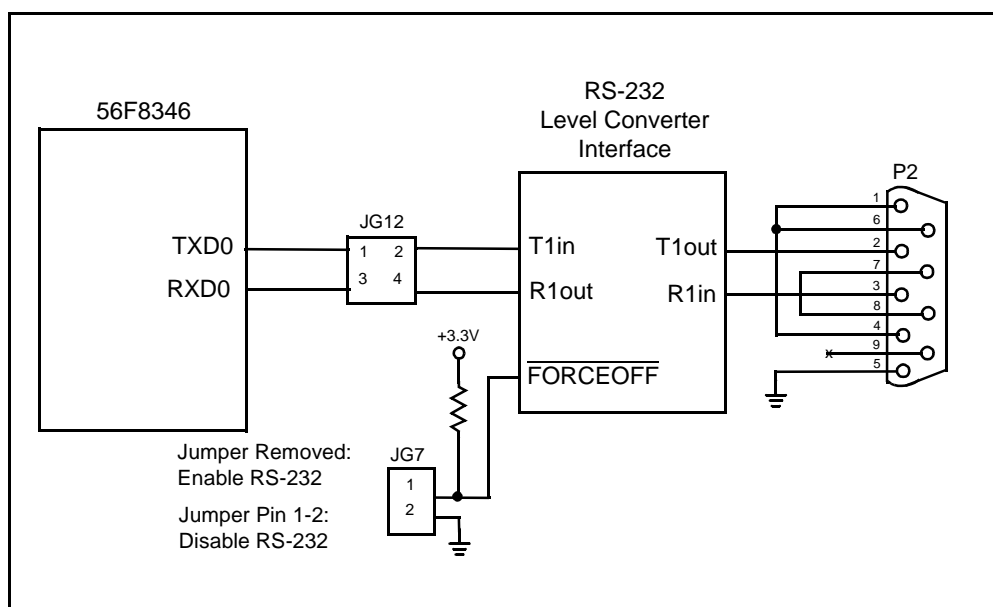 56F8346
RS-232
Level Converter
Interface
P2
TXD0
RXD0
JG12
1 2
3 4
T1in
R1out
FORCEOFF
T1out
R1in
1
6
2
7
3
8
4
9
5
x
+3.3V
JG7
1
2
Jumper Removed:
Enable RS-232
Jumper Pin 1-2:
Disable RS-232